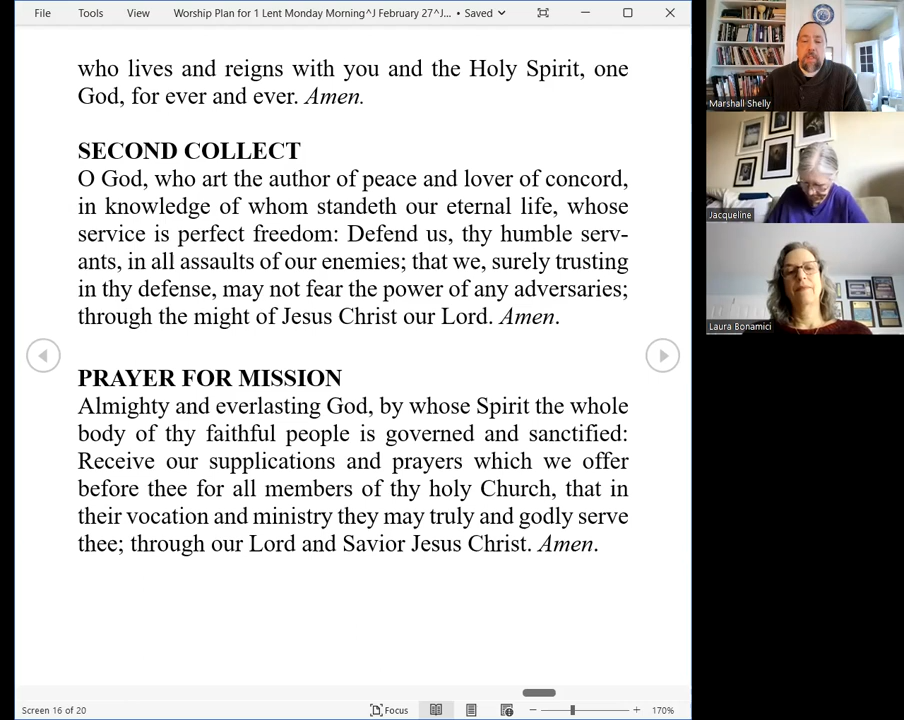 File
Tools
View
Worship Plan for 1 Lent Monday Morning^J February 27^J... • Saved
who lives and reigns with you and the Holy Spirit, one
God, for ever and ever. Amen.
SECOND COLLECT
O God, who art the author of peace and lover of concord,
in knowledge of whom standeth our eternal life, whose
service is perfect freedom: Defend us, thy humble serv-
ants, in all assaults of our enemies; that we, surely trusting
in thy defense, may not fear the power of any adversaries;
through the might of Jesus Christ our Lord. Amen.
PRAYER FOR MISSION
Almighty and everlasting God, by whose Spirit the whole
body of thy faithful people is governed and sanctified:
Receive our supplications and prayers which we offer
before thee for all members of thy holy Church, that in
their vocation and ministry they may truly and godly serve
thee; through our Lord and Savior Jesus Christ. Amen.
Screen 16 of 20
Focus
170%
Marshall Shelly
Jacqueline
Laura Bonamici